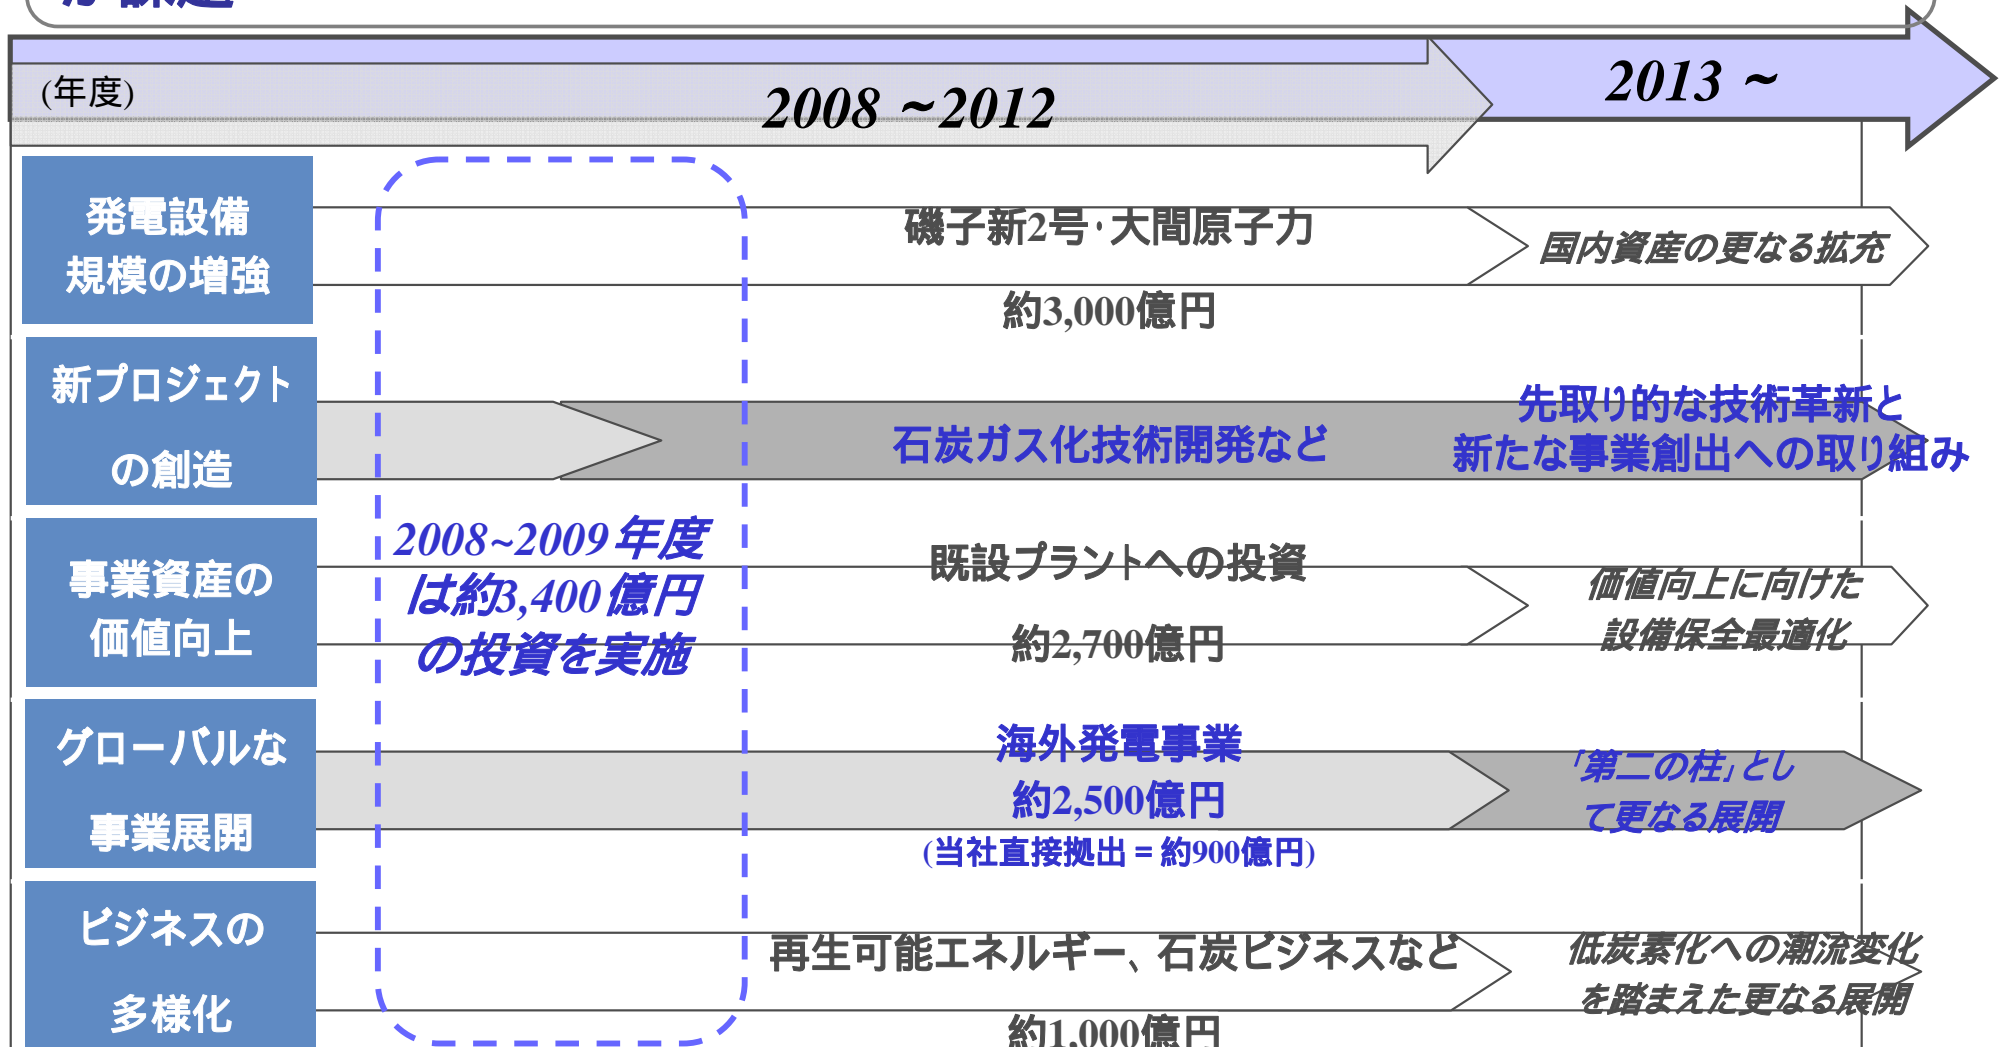 が課題
(年度)
2008 ~2012
2013 ~
発電設備
規模の増強
磯子新2号・大間原子力
約3,000億円
国内資産の更なる拡充
新プロジェクト
の創造
石炭ガス化技術開発など
先取り的な技術革新と
新たな事業創出への取り組み
2008~2009年度
は約3,400億円
の投資を実施
事業資産の
価値向上
既設プラントへの投資
約2,700億円
価値向上に向けた
設備保全最適化
グローバルな
事業展開
海外発電事業
約2,500億円
(当社直接拠出 = 約900億円)
「第二の柱」とし
て更なる展開
ビジネスの
多様化
再生可能エネルギー、石炭ビジネスなど
約1,000億円
低炭素化への潮流変化
を踏まえた更なる展開